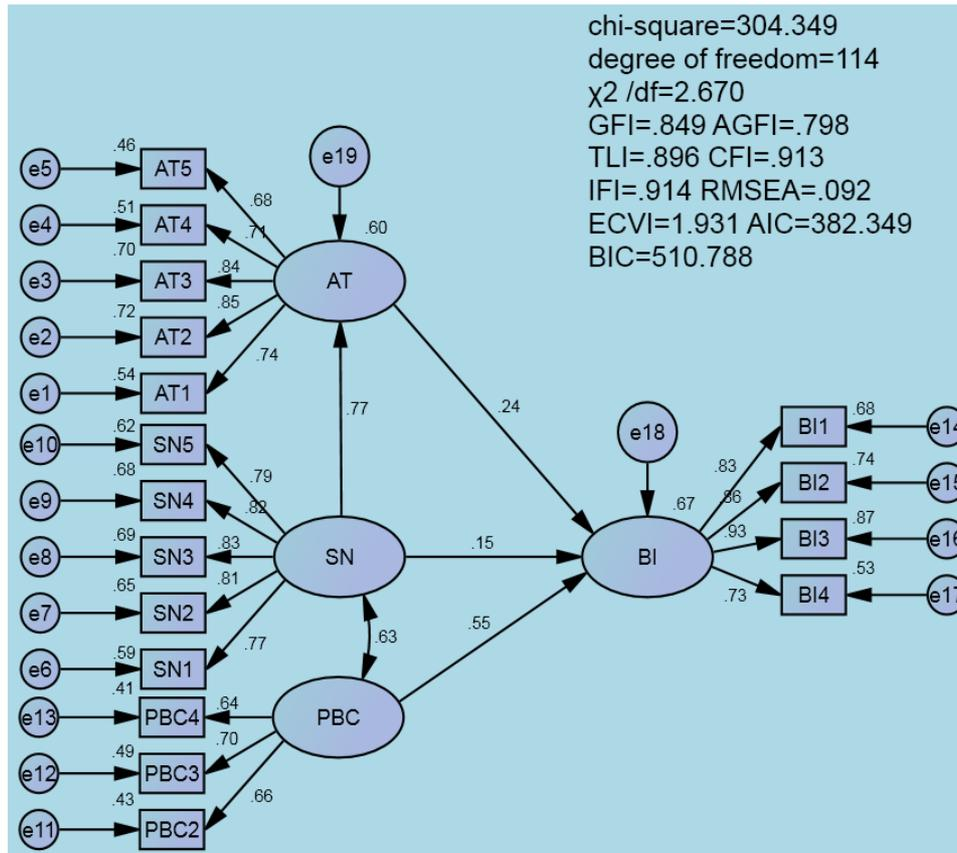 chi-square=304.349
degree of freedom=114
χ2 /df=2.670
GFI=.849 AGFI=.798
TLI=.896 CFI=.913
IFI=.914 RMSEA=.092
ECVI=1.931 AIC=382.349
BIC=510.788
e19
.60
AT
e5
.46
AT5
.68
e4
.51
AT4
.71
e3
.70
AT3
.84
e2
.72
AT2
.85
e1
.54
AT1
.74
.77
.24
e10
.62
SN5
.79
e9
.68
SN4
.82
e8
.69
SN3
.83
SN
e7
.65
SN2
.81
e6
.59
SN1
.77
.15
.63
.55
e13
.41
PBC4
.64
PBC
e12
.49
PBC3
.70
e11
.43
PBC2
.66
e18
.67
BI
.83
BI1
.68
e14
.86
BI2
.74
e15
.93
BI3
.87
e16
.73
BI4
.53
e17